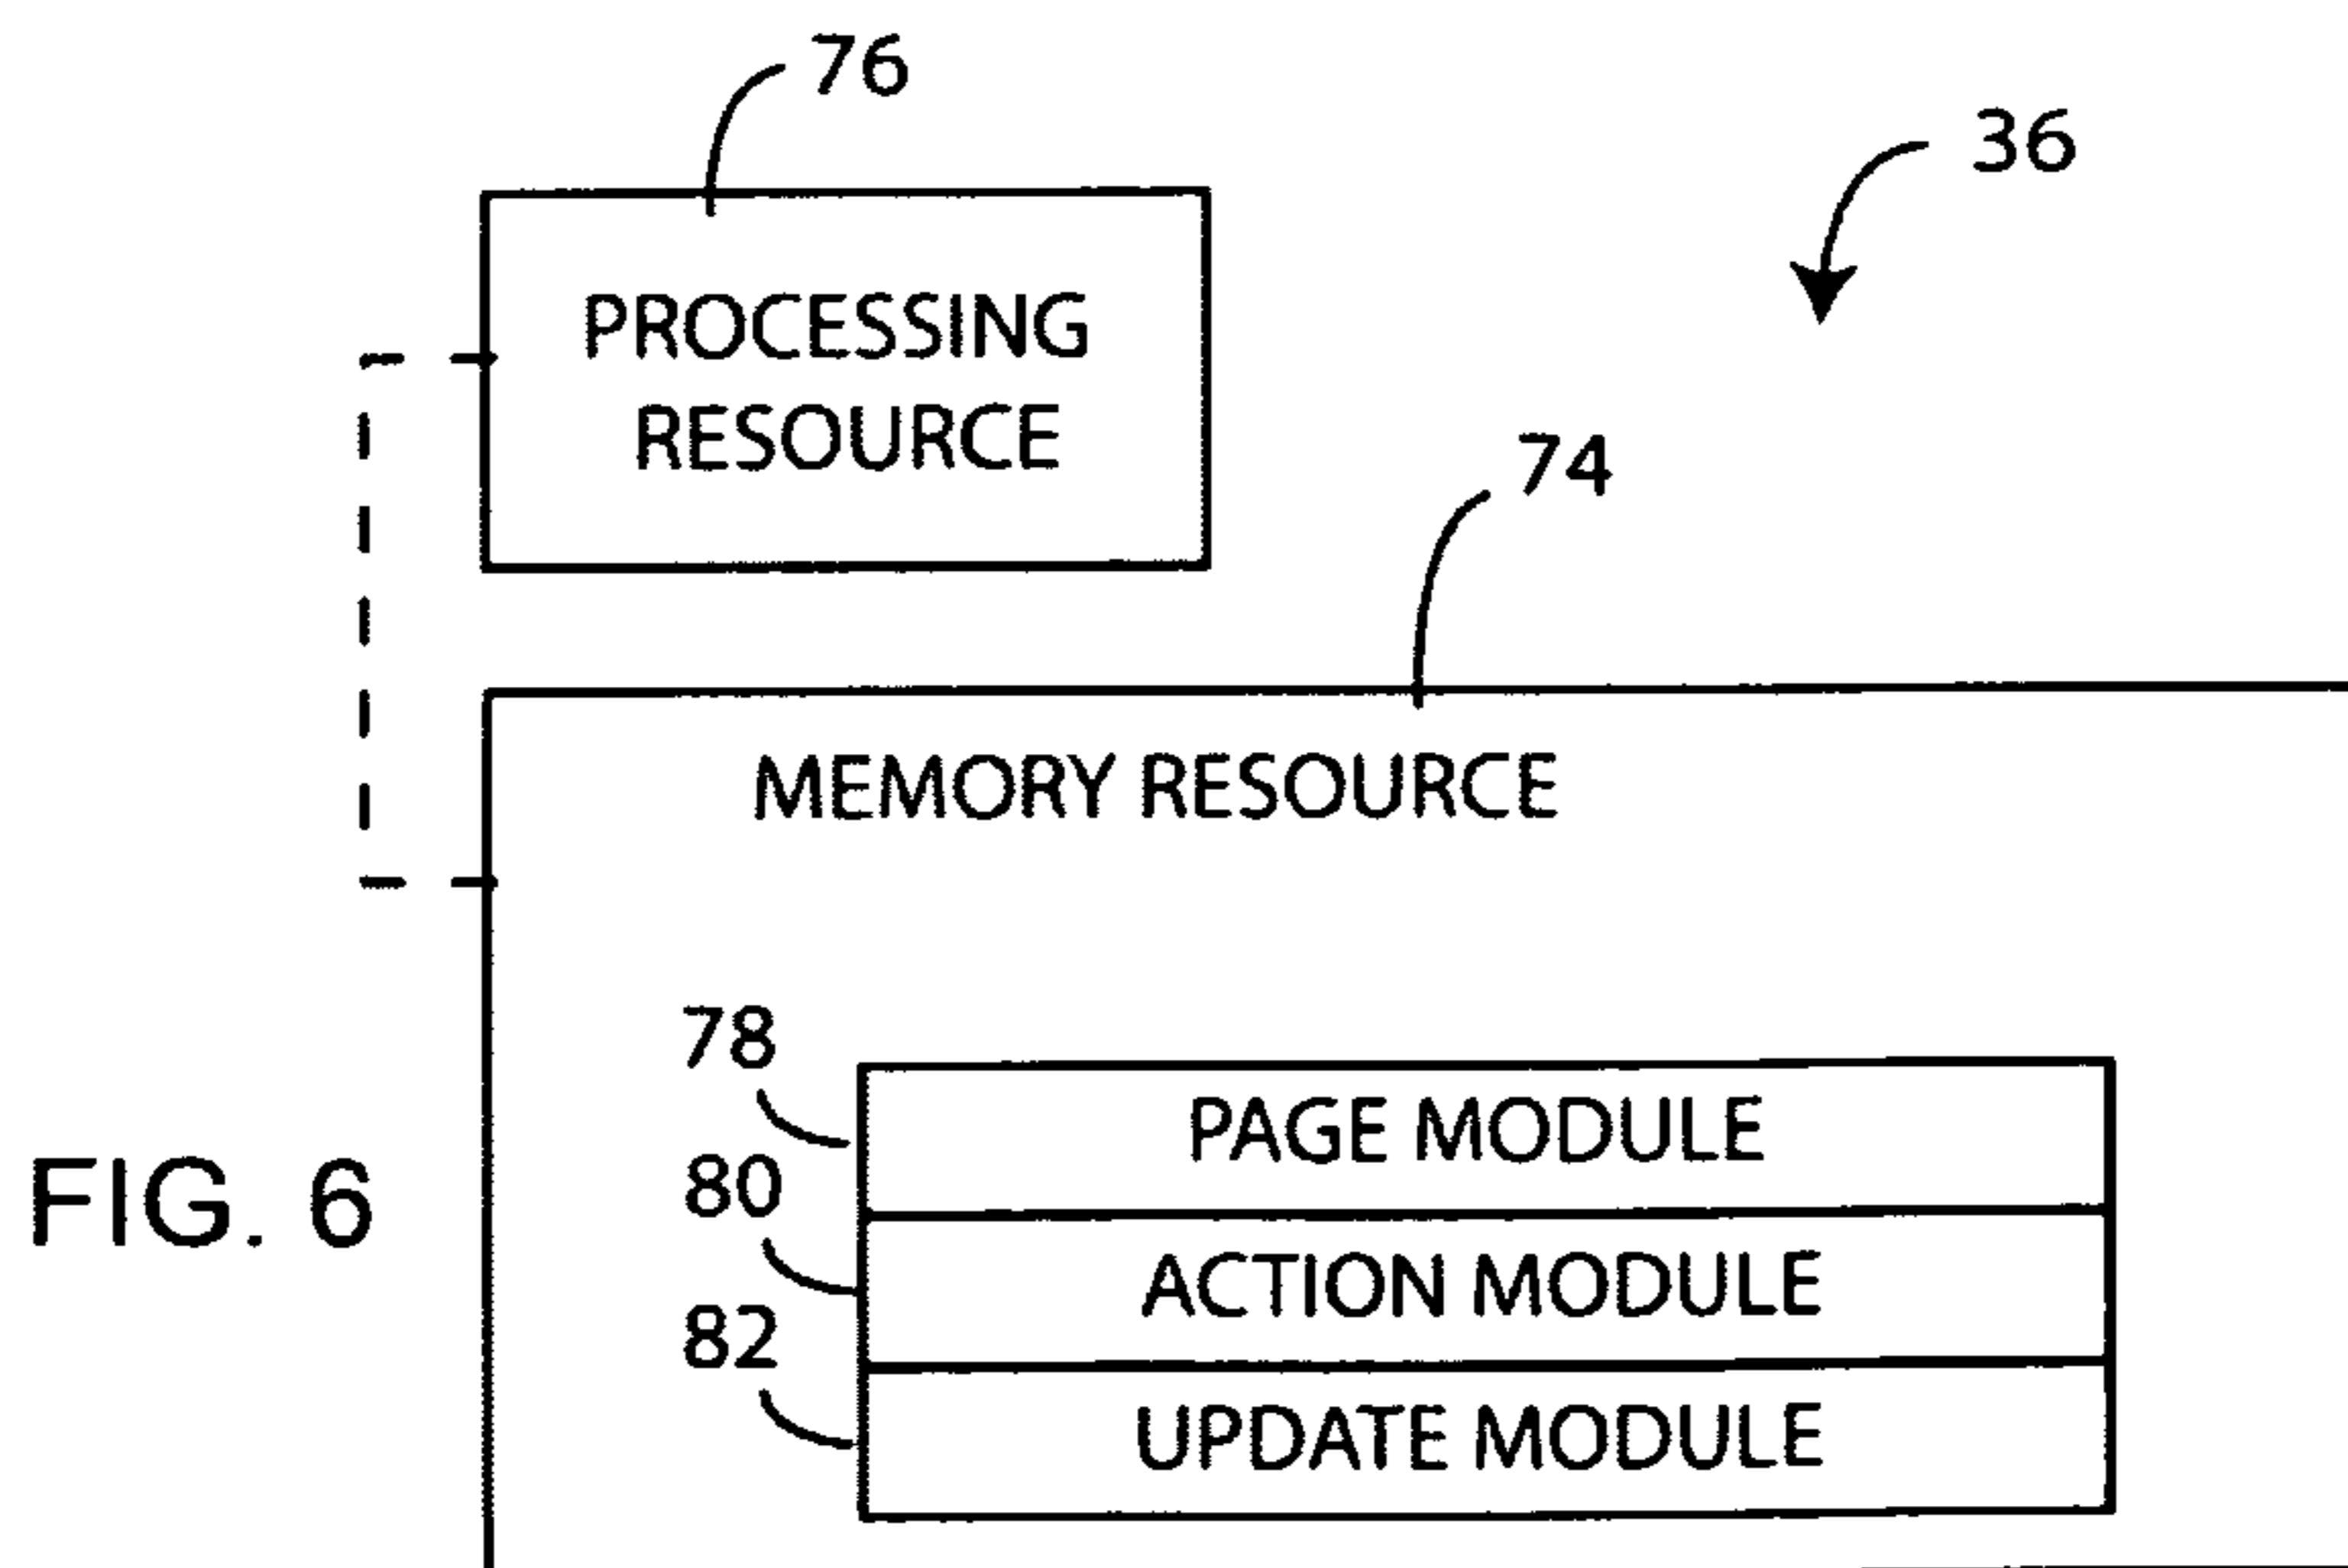 76
36
PROCESSING
RESOURCE
74
MEMORY RESOURCE
78
PAGE MODULE
80
ACTION MODULE
82
UPDATE MODULE
FIG. 6